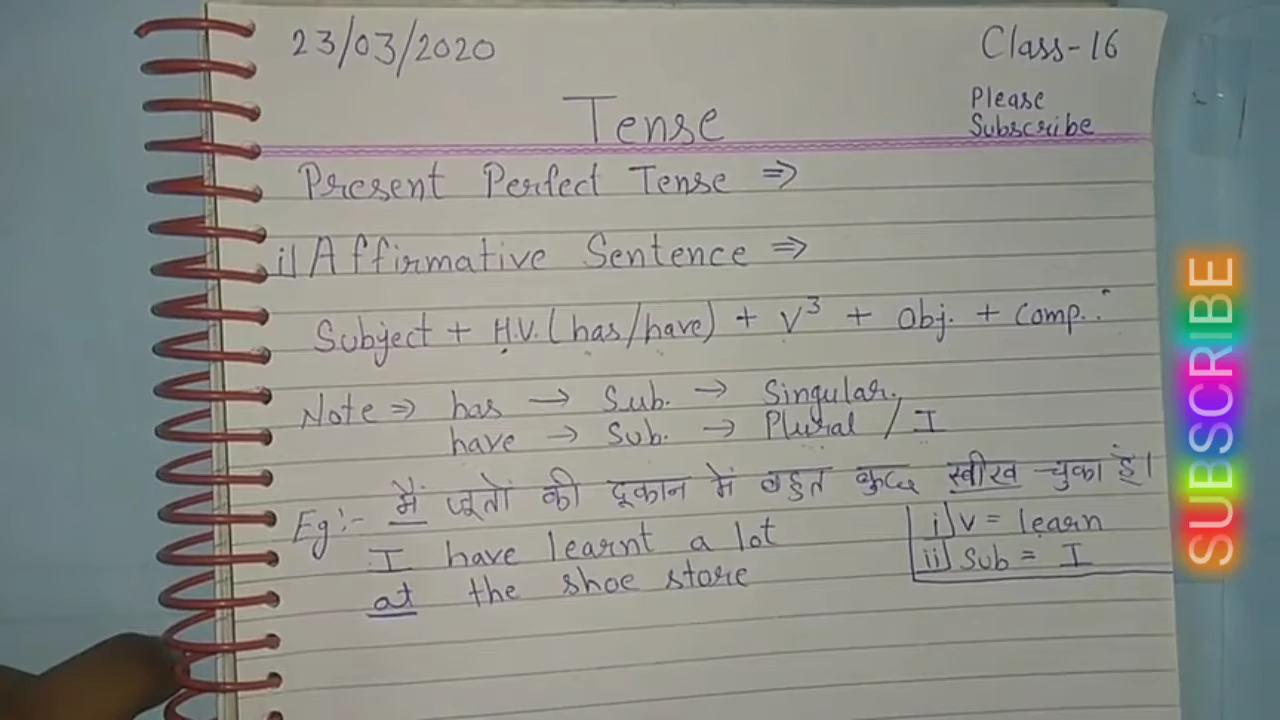 23/03/2020
Class-16
Please
Subscribe
Tense
Present Perfect Tense ⇒
i) Affirmative Sentence ⇒
Subject + H.V. (has/have) + V³ + Obj. + Comp..
Note ⇒ has → Sub. → Singular.
have → Sub. → Plural / I
Eg:- मैं जूतों की दूकान में बहुत कुछ सीख चुका हूँ।
I have learnt a lot
at the shoe store
i) V = learn
ii) Sub = I
SUBSCRIBE